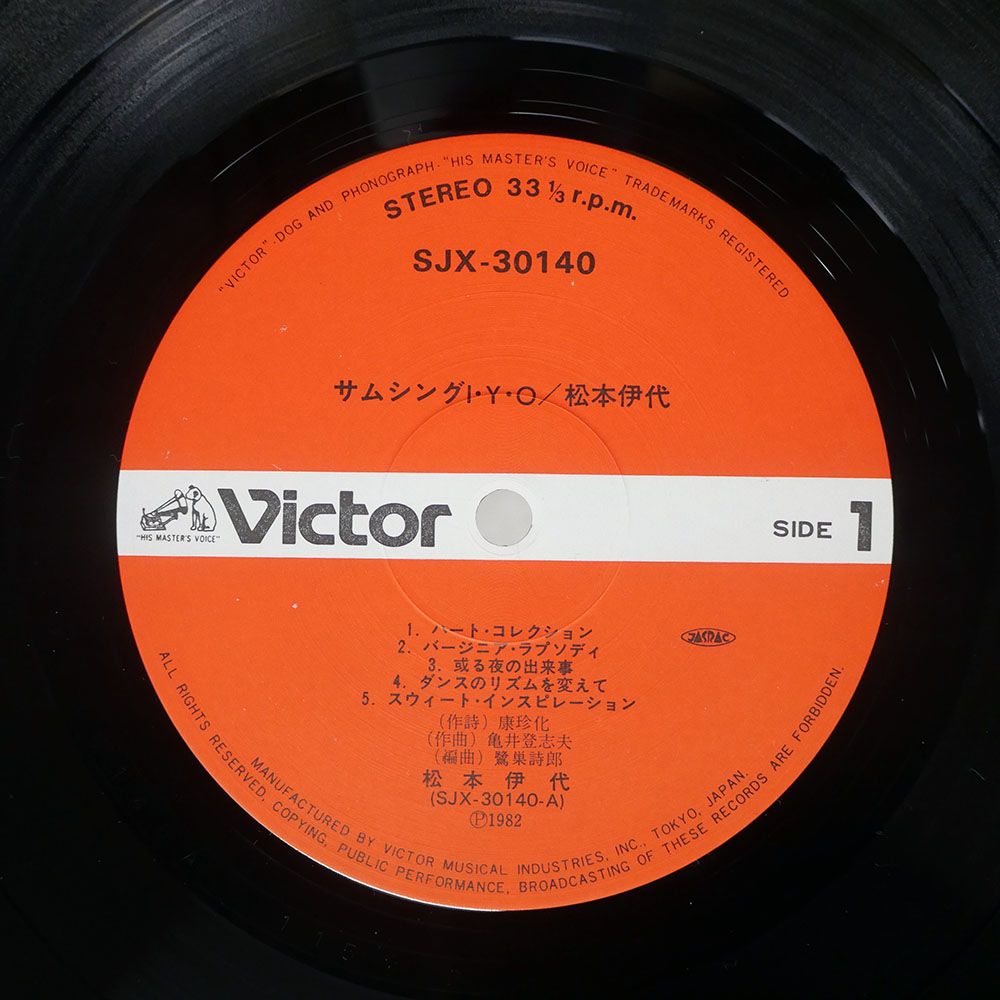 "VICTOR", DOG AND PHONOGRAPH·"HIS MASTER'S VOICE" TRADEMARKS REGISTERED
STEREO 33 1/3 r.p.m.
SJX-30140
サムシングI・Y・O／松本伊代
"HIS MASTER'S VOICE"
Victor
SIDE 1
1. ハート・コレクション
2. バージニア・ラプソディ
3. 或る夜の出来事
4. ダンスのリズムを変えて
5. スウィート・インスピレーション
(作詩) 康珍化
(作曲) 亀井登志夫
(編曲) 鷺巣詩郎
松本伊代
(SJX-30140-A)
Ⓟ1982
JASRAC
MANUFACTURED BY VICTOR MUSICAL INDUSTRIES, INC., TOKYO, JAPAN.
ALL RIGHTS RESERVED, COPYING, PUBLIC PERFORMANCE, BROADCASTING OF THESE RECORDS ARE FORBIDDEN.